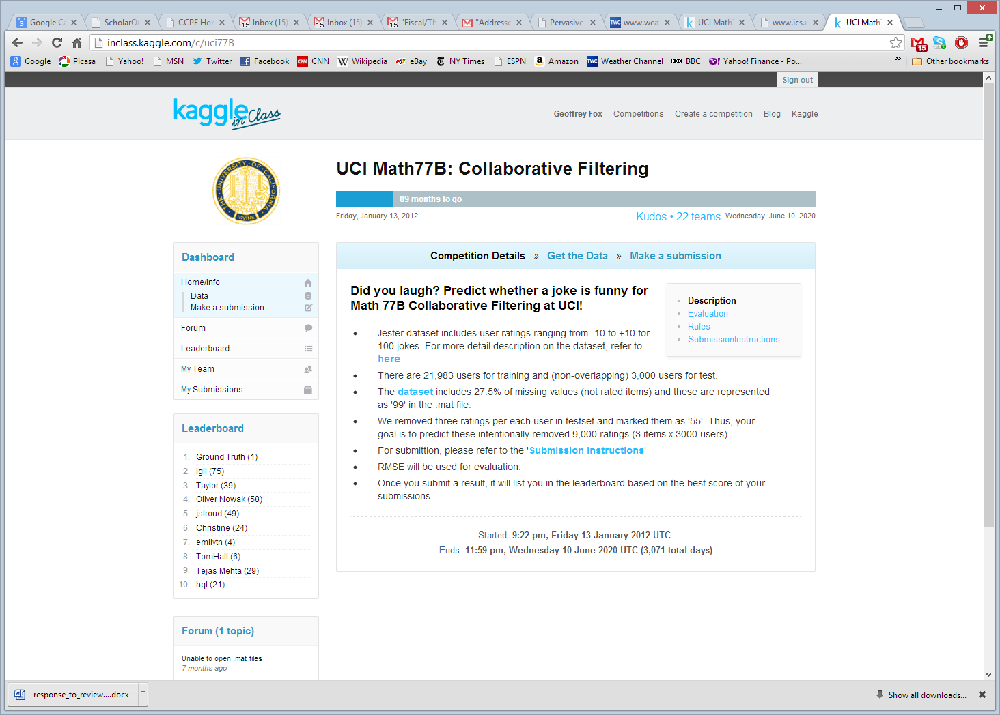 Google Ca
ScholarOn
CCPE Hor
Inbox (15)
Inbox (15)
"Fiscal/Th
"Addresse
Pervasive
www.wea
UCI Math
www.ics.u
UCI Math
inclass.kaggle.com/c/uci77B
15
Google Picasa Yahoo! MSN Twitter Facebook CNN Wikipedia eBay NY Times ESPN Amazon Weather Channel BBC Yahoo! Finance - Po... » Other bookmarks
Sign out
kaggle in Class
Geoffrey Fox Competitions Create a competition Blog Kaggle
THE UNIVERSITY OF CALIFORNIA
IRVINE
UCI Math77B: Collaborative Filtering
89 months to go
Friday, January 13, 2012
Kudos • 22 teams
Wednesday, June 10, 2020
Dashboard
Home/Info
Data
Make a submission
Forum
Leaderboard
My Team
My Submissions
Leaderboard
1. Ground Truth (1)
2. Igii (75)
3. Taylor (39)
4. Oliver Nowak (58)
5. jstroud (49)
6. Christine (24)
7. emilytn (4)
8. TomHall (6)
9. Tejas Mehta (29)
10. hqt (21)
Forum (1 topic)
Unable to open .mat files
7 months ago
Competition Details » Get the Data » Make a submission
Did you laugh? Predict whether a joke is funny for
Math 77B Collaborative Filtering at UCI!
Description
Evaluation
Rules
SubmissionInstructions
• Jester dataset includes user ratings ranging from -10 to +10 for
100 jokes. For more detail description on the dataset, refer to
here.
• There are 21,983 users for training and (non-overlapping) 3,000 users for test.
• The dataset includes 27.5% of missing values (not rated items) and these are represented
as '99' in the .mat file.
• We removed three ratings per each user in testset and marked them as '55'. Thus, your
goal is to predict these intentionally removed 9,000 ratings (3 items x 3000 users).
• For submittion, please refer to the 'Submission Instructions'
• RMSE will be used for evaluation.
• Once you submit a result, it will list you in the leaderboard based on the best score of your
submissions.
Started: 9:22 pm, Friday 13 January 2012 UTC
Ends: 11:59 pm, Wednesday 10 June 2020 UTC (3,071 total days)
response_to_review....docx
Show all downloads...